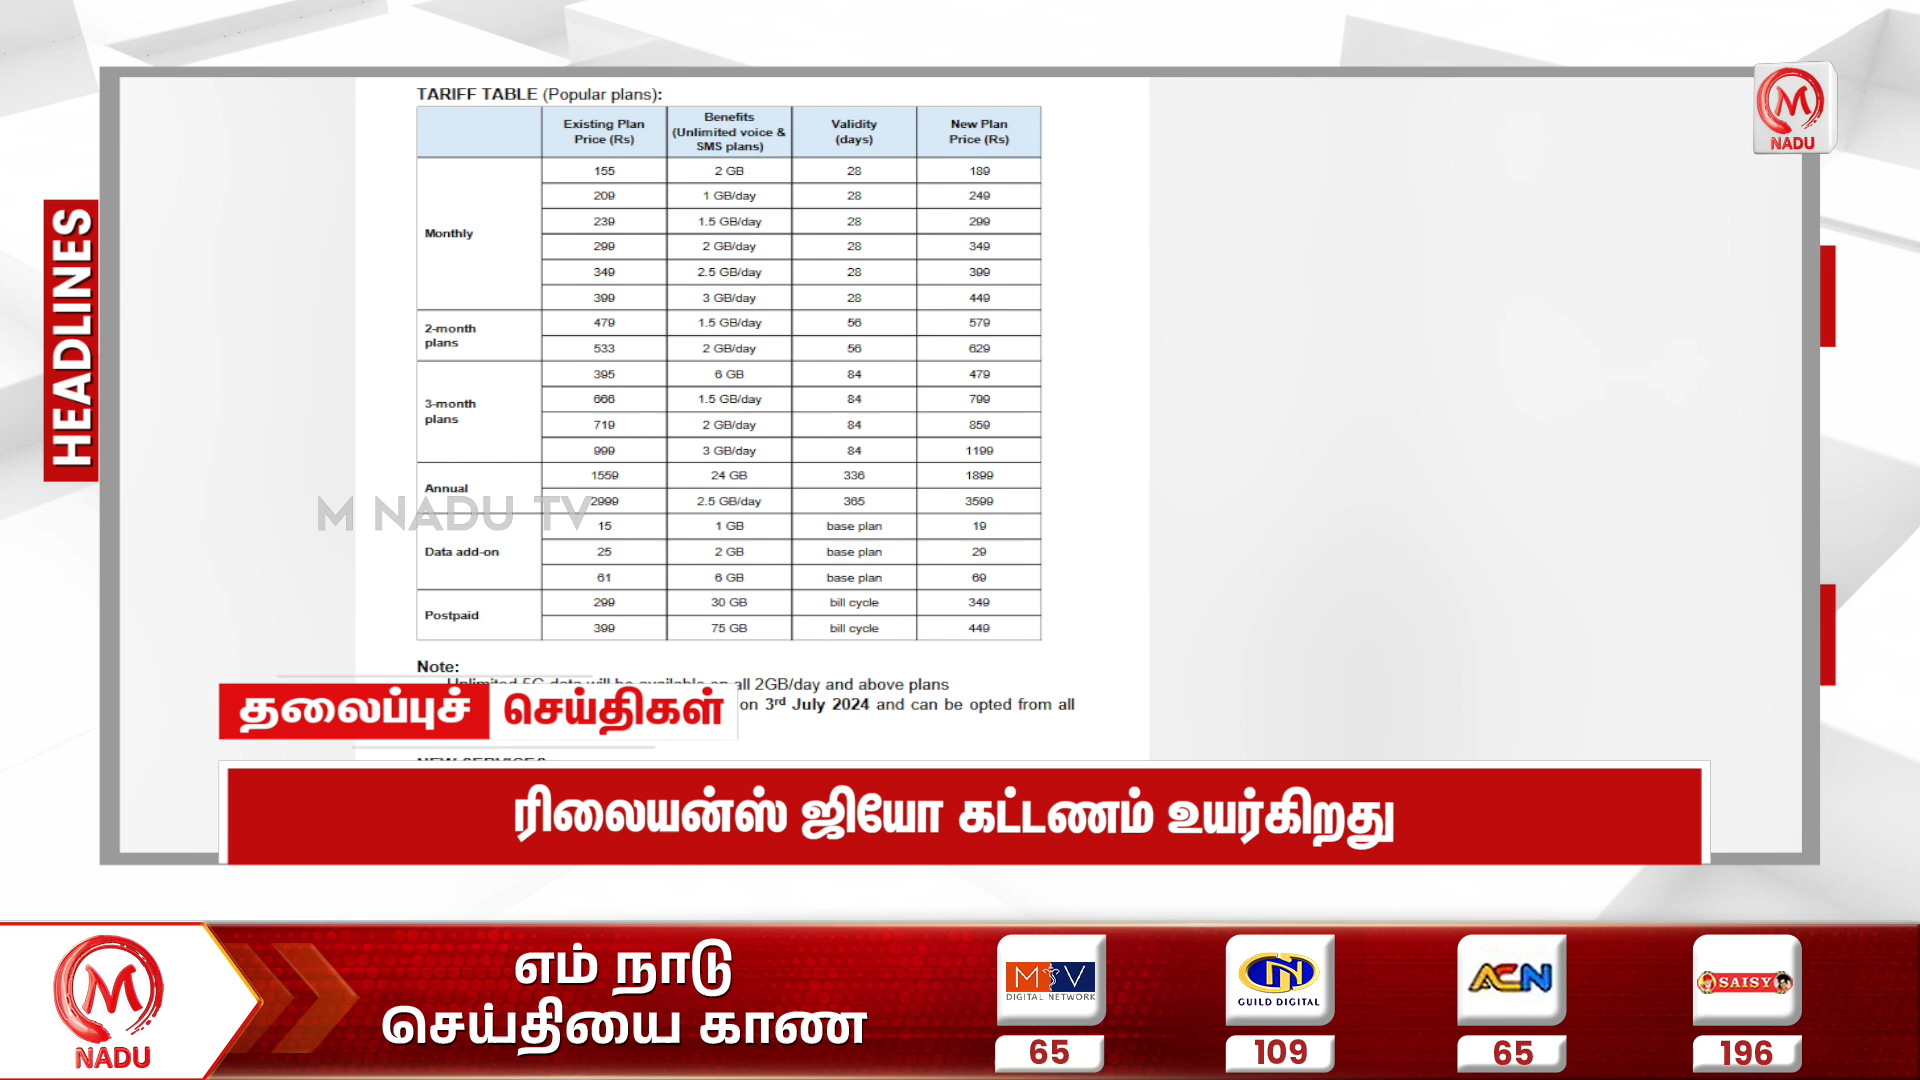 TARIFF TABLE (Popular plans):
Existing Plan Price (Rs) Benefits (Unlimited voice & SMS plans) Validity (days) New Plan Price (Rs)
Monthly
155 2 GB 28 189
209 1 GB/day 28 249
239 1.5 GB/day 28 299
299 2 GB/day 28 349
349 2.5 GB/day 28 399
399 3 GB/day 28 449
2-month plans
479 1.5 GB/day 56 579
533 2 GB/day 56 629
3-month plans
395 6 GB 84 479
666 1.5 GB/day 84 799
719 2 GB/day 84 859
999 3 GB/day 84 1199
Annual
1559 24 GB 336 1899
2999 2.5 GB/day 365 3599
Data add-on
15 1 GB base plan 19
25 2 GB base plan 29
61 6 GB base plan 69
Postpaid
299 30 GB bill cycle 349
399 75 GB bill cycle 449
Note:
Unlimited 5G data will be available on all 2GB/day and above plans
on 3rd July 2024 and can be opted from all
HEADLINES
M NADU TV
M
NADU
தலைப்புச் செய்திகள்
ரிலையன்ஸ் ஜியோ கட்டணம் உயர்கிறது
M
NADU
எம் நாடு
செய்தியை காண
MSV
DIGITAL NETWORK
65
GUILD DIGITAL
109
ACN
65
SAISY
196